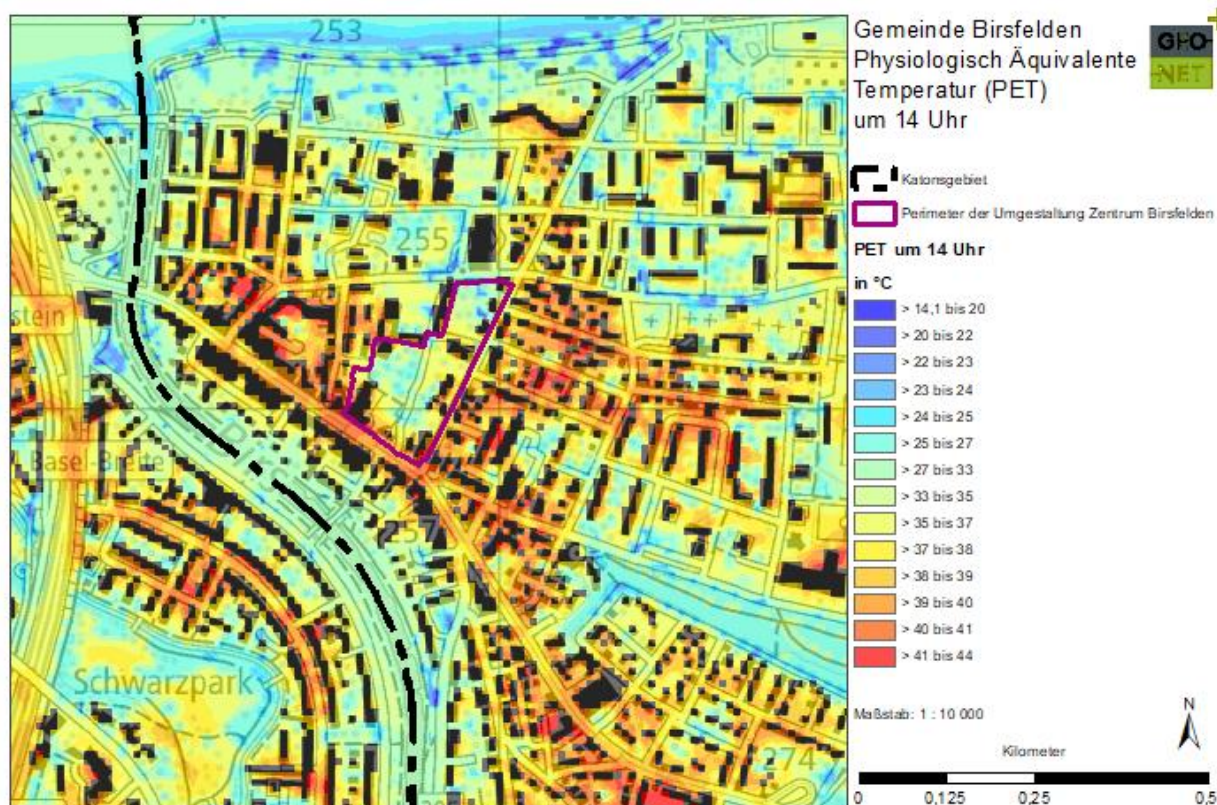 253
255
stein
Basel-Breite
257
Schwarzpark
274
Gemeinde Birsfelden
Physiologisch Äquivalente
Temperatur (PET)
um 14 Uhr
GEO-
-NET
Katonsgebiet
Perimeter der Umgestaltung Zentrum Birsfelden
PET um 14 Uhr
in °C
> 14,1 bis 20
> 20 bis 22
> 22 bis 23
> 23 bis 24
> 24 bis 25
> 25 bis 27
> 27 bis 33
> 33 bis 35
> 35 bis 37
> 37 bis 38
> 38 bis 39
> 39 bis 40
> 40 bis 41
> 41 bis 44
Maßstab: 1 : 10 000
N
Kilometer
0 0,125 0,25 0,5